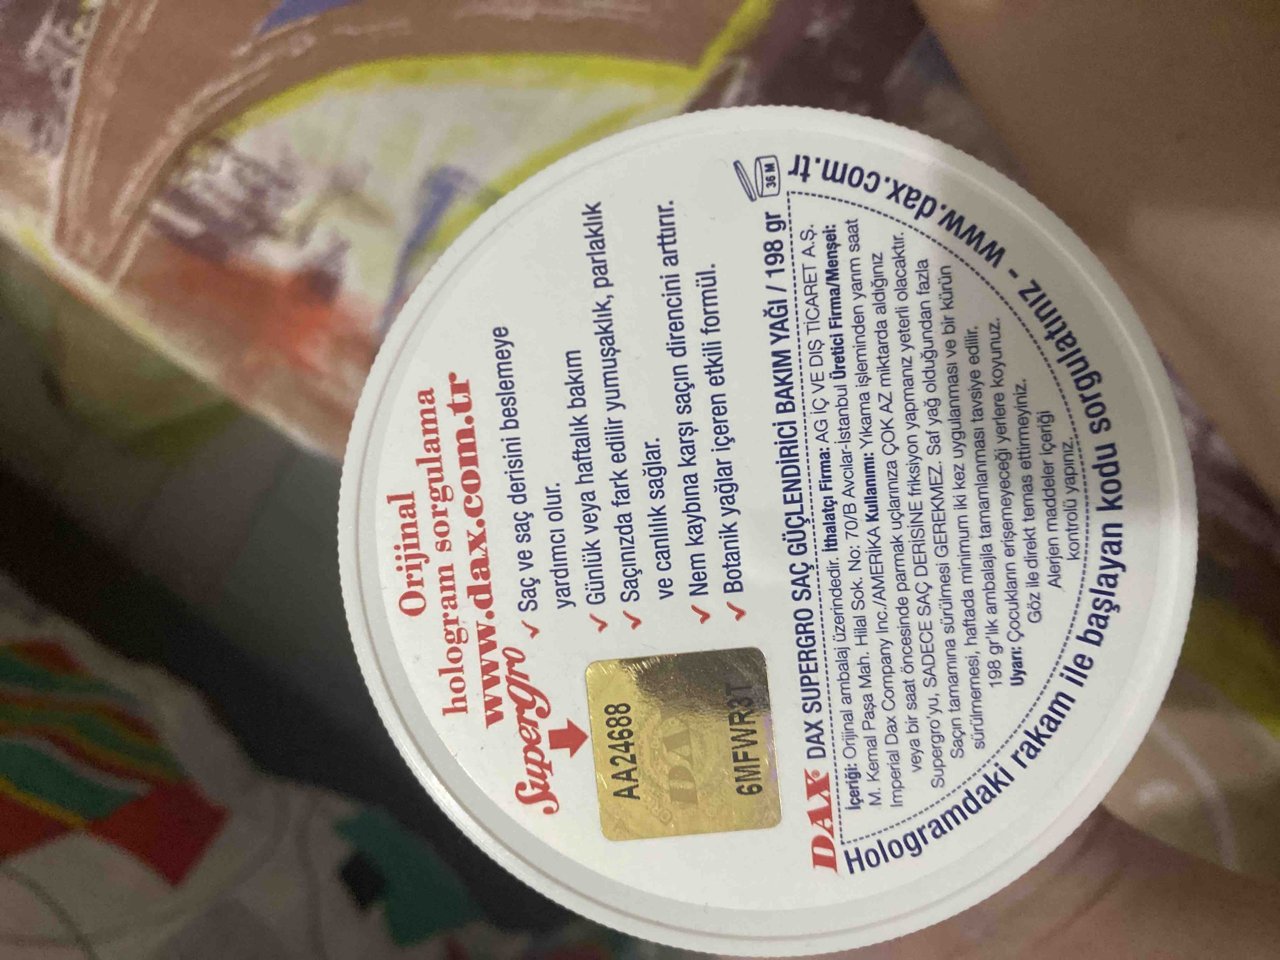 Orijinal
hologram sorgulama
www.dax.com.tr
SuperGro
✓ Saç ve saç derisini beslemeye
yardımcı olur.
✓ Günlük veya haftalık bakım
✓ Saçınızda fark edilir yumuşaklık, parlaklık
ve canlılık sağlar.
✓ Nem kaybına karşı saçın direncini arttırır.
✓ Botanik yağlar içeren etkili formül.
AA24688
DAX
6MFWR3T
36 M
DAX DAX SUPERGRO SAÇ GÜÇLENDİRİCİ BAKIM YAĞI / 198 gr
İçeriği: Orijinal ambalaj üzerindedir. İthalatçı Firma: AG İÇ VE DIŞ TİCARET A.Ş.
M. Kemal Paşa Mah. Hilal Sok. No: 70/B Avcılar-İstanbul Üretici Firma/Menşei:
Imperial Dax Company Inc./AMERİKA Kullanımı: Yıkama işleminden yarım saat
veya bir saat öncesinde parmak uçlarınıza ÇOK AZ miktarda aldığınız
Supergro'yu, SADECE SAÇ DERİSİNE friksiyon yapmanız yeterli olacaktır.
Saçın tamamına sürülmesi GEREKMEZ. Saf yağ olduğundan fazla
sürülmemesi, haftada minimum iki kez uygulanması ve bir kürün
198 gr'lık ambalajla tamamlanması tavsiye edilir.
Uyarı: Çocukların erişemeyeceği yerlere koyunuz.
Göz ile direkt temas ettirmeyiniz.
Alerjen maddeler içeriği
kontrolü yapınız.
Hologramdaki rakam ile başlayan kodu sorgulatınız - www.dax.com.tr